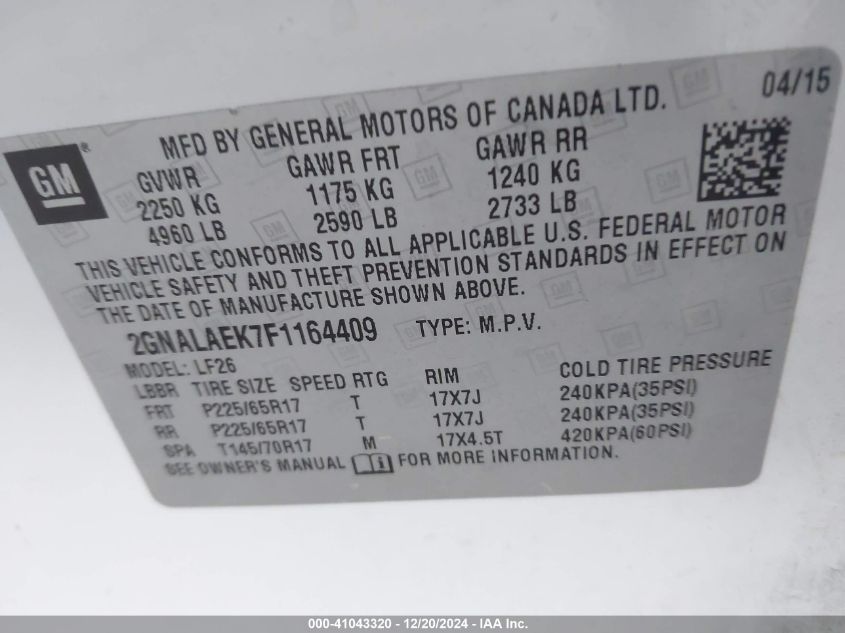 04/15
MFD BY GENERAL MOTORS OF CANADA LTD.
GM®
GVWR GAWR FRT GAWR RR
2250 KG 1175 KG 1240 KG
4960 LB 2590 LB 2733 LB
THIS VEHICLE CONFORMS TO ALL APPLICABLE U.S. FEDERAL MOTOR
VEHICLE SAFETY AND THEFT PREVENTION STANDARDS IN EFFECT ON
THE DATE OF MANUFACTURE SHOWN ABOVE.
2GNALAEK7F1164409 TYPE: M.P.V.
MODEL: LF26
LBBR TIRE SIZE SPEED RTG RIM COLD TIRE PRESSURE
FRT P225/65R17 T 17X7J 240KPA(35PSI)
RR P225/65R17 T 17X7J 240KPA(35PSI)
SPA T145/70R17 M 17X4.5T 420KPA(60PSI)
SEE OWNER'S MANUAL FOR MORE INFORMATION.
000-41043320 - 12/20/2024 - IAA Inc.